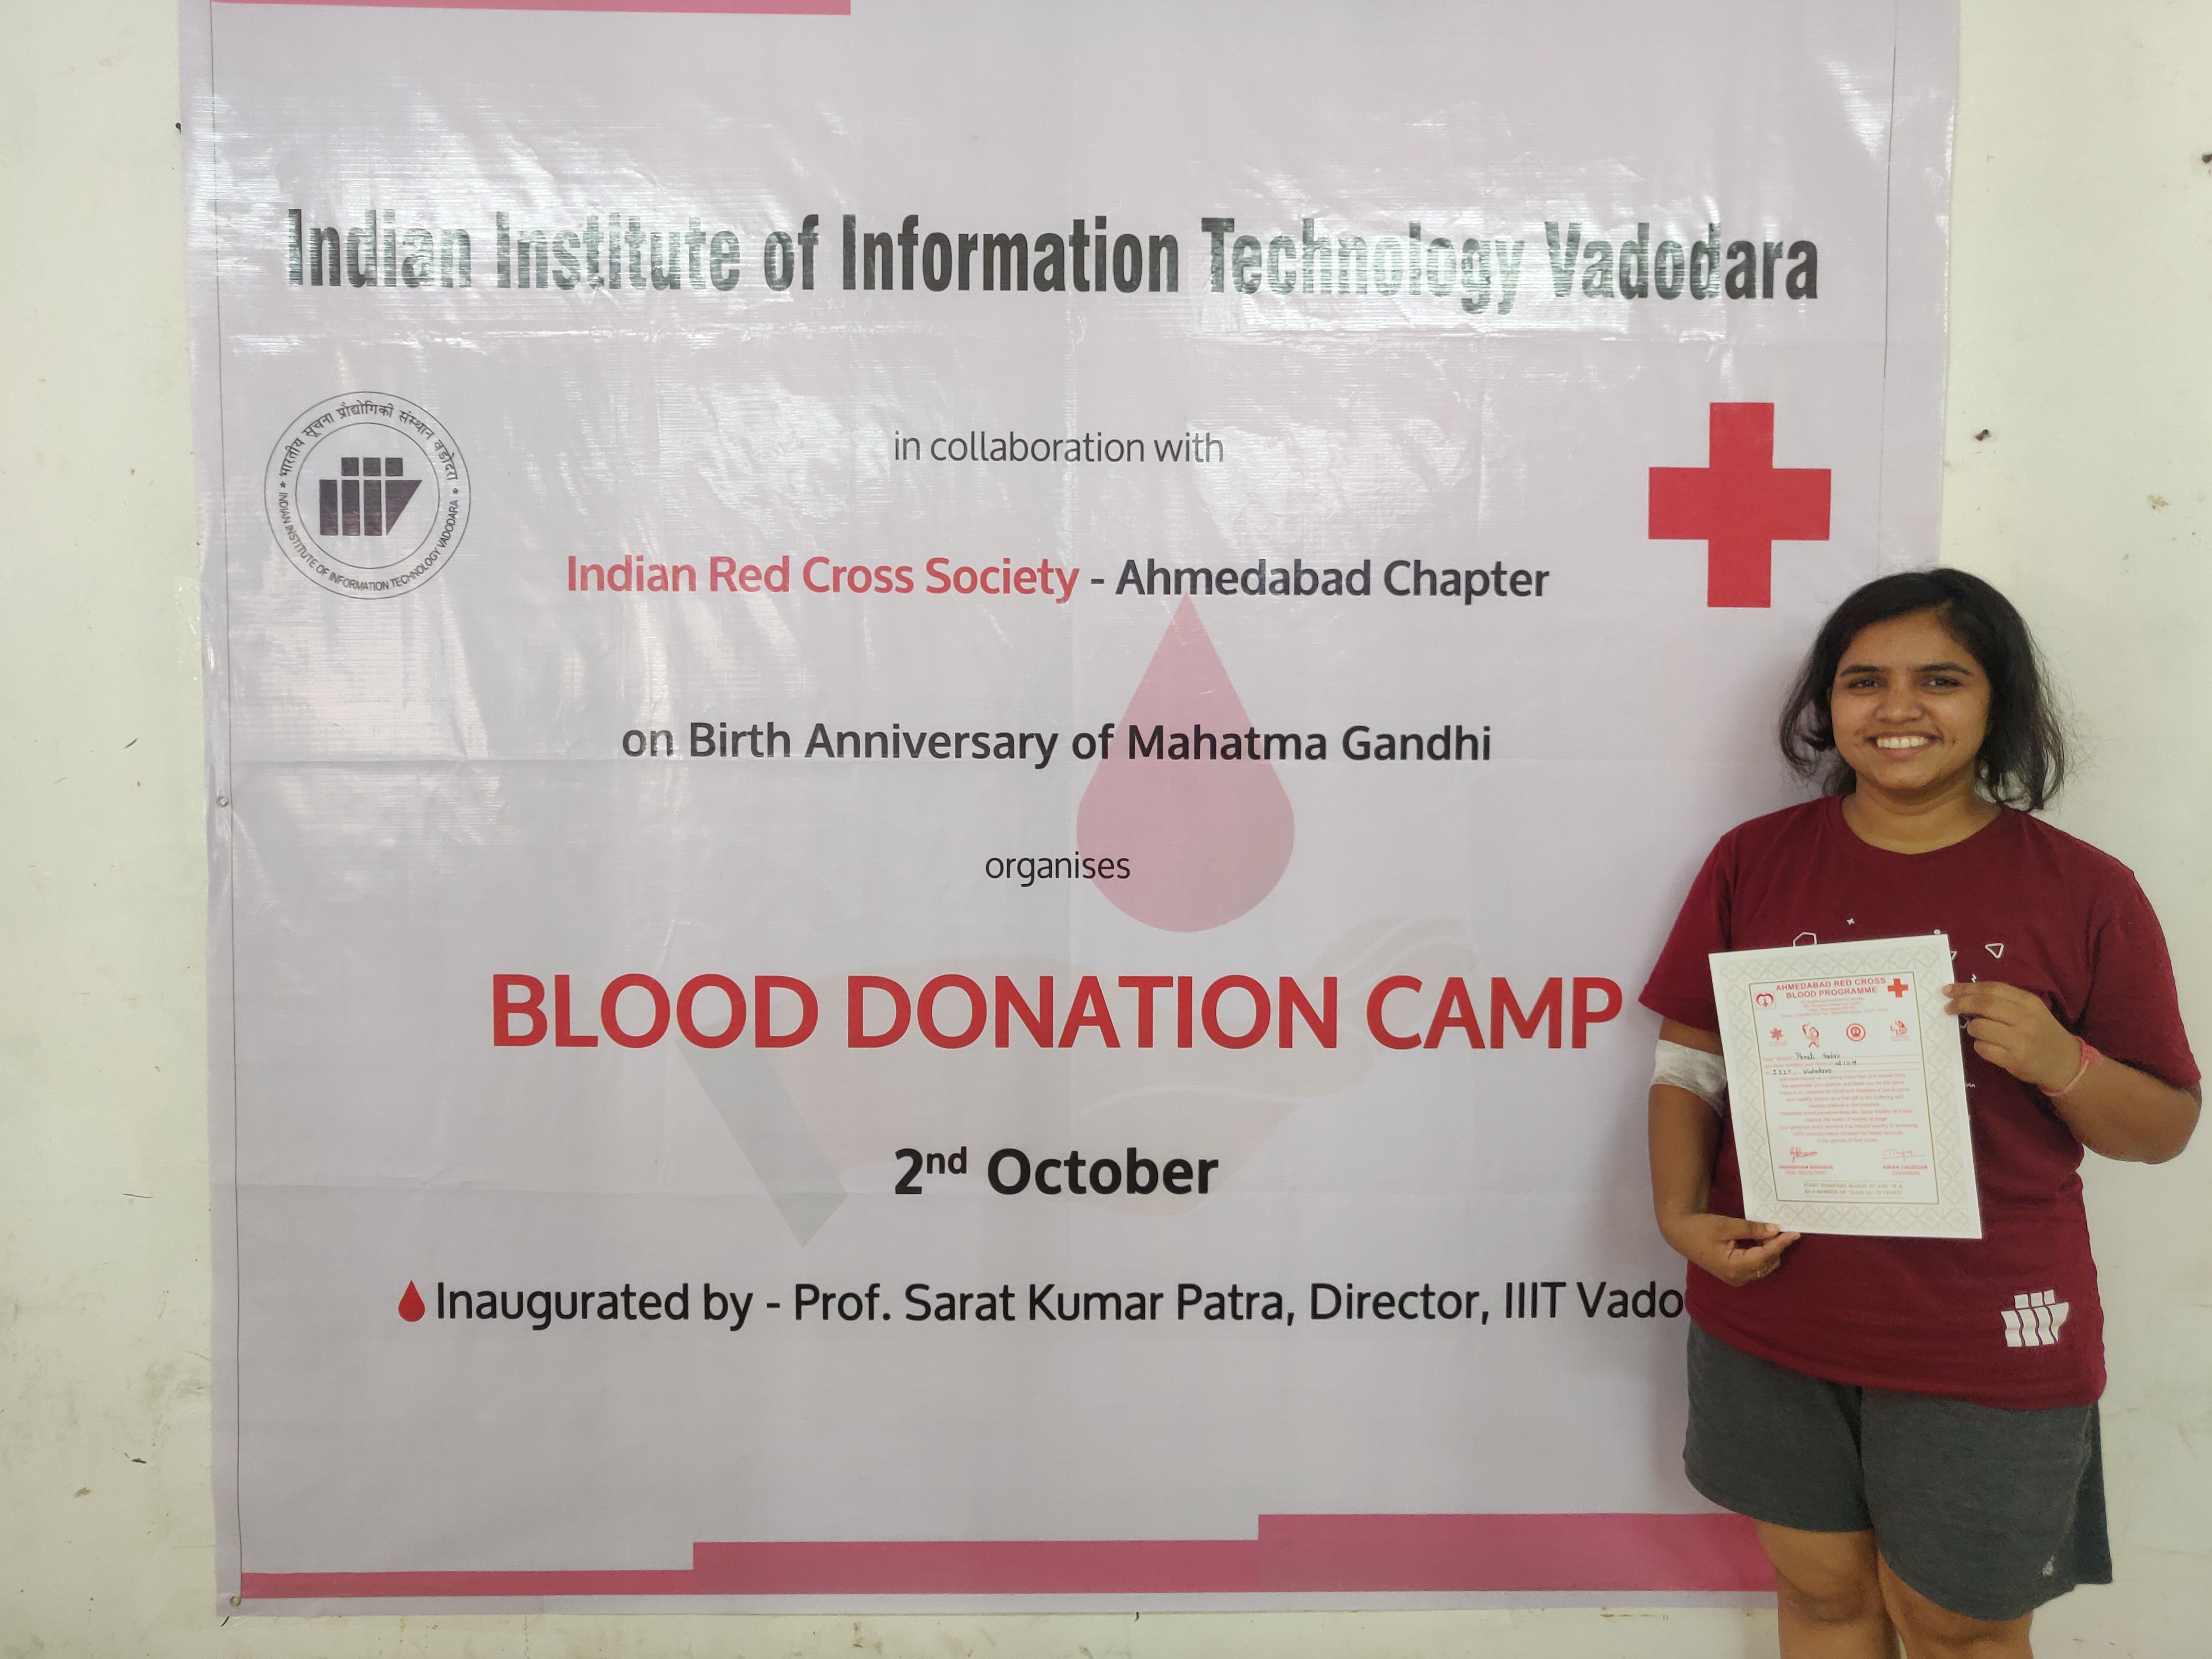 Indian Institute of Information Technology Vadodara
भारतीय सूचना प्रौद्योगिकी संस्थान वडोदरा
INDIAN INSTITUTE OF INFORMATION TECHNOLOGY VADODARA
in collaboration with
Indian Red Cross Society - Ahmedabad Chapter
on Birth Anniversary of Mahatma Gandhi
organises
BLOOD DONATION CAMP
2nd October
Inaugurated by - Prof. Sarat Kumar Patra, Director, IIIT Vado
AHMEDABAD RED CROSS
BLOOD PROGRAMME